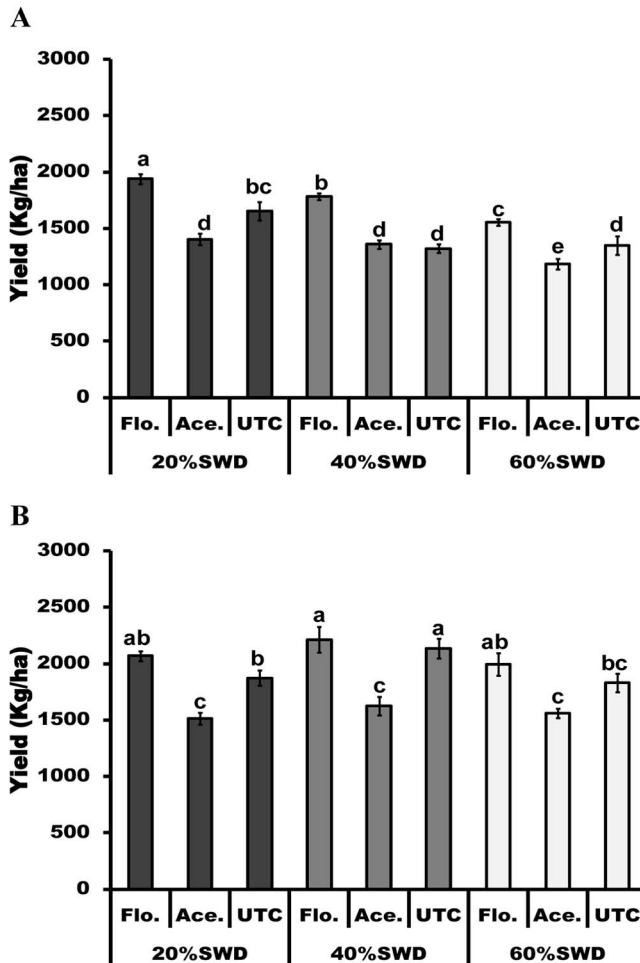 A
3000
2500
2000
1500
1000
500
0
Yield (Kg/ha)
a
d
bc
b
d
d
c
e
d
Flo. Ace. UTC Flo. Ace. UTC Flo. Ace. UTC
20%SWD 40%SWD 60%SWD
B
3000
2500
2000
1500
1000
500
0
Yield (Kg/ha)
ab
c
b
a
c
a
ab
c
bc
Flo. Ace. UTC Flo. Ace. UTC Flo. Ace. UTC
20%SWD 40%SWD 60%SWD